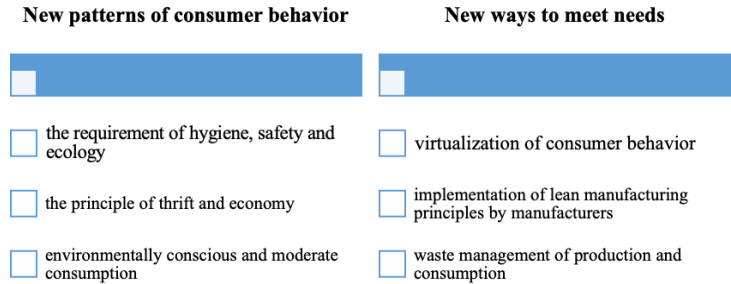 New patterns of consumer behavior
the requirement of hygiene, safety and
ecology
the principle of thrift and economy
environmentally conscious and moderate
consumption
New ways to meet needs
virtualization of consumer behavior
implementation of lean manufacturing
principles by manufacturers
waste management of production and
consumption